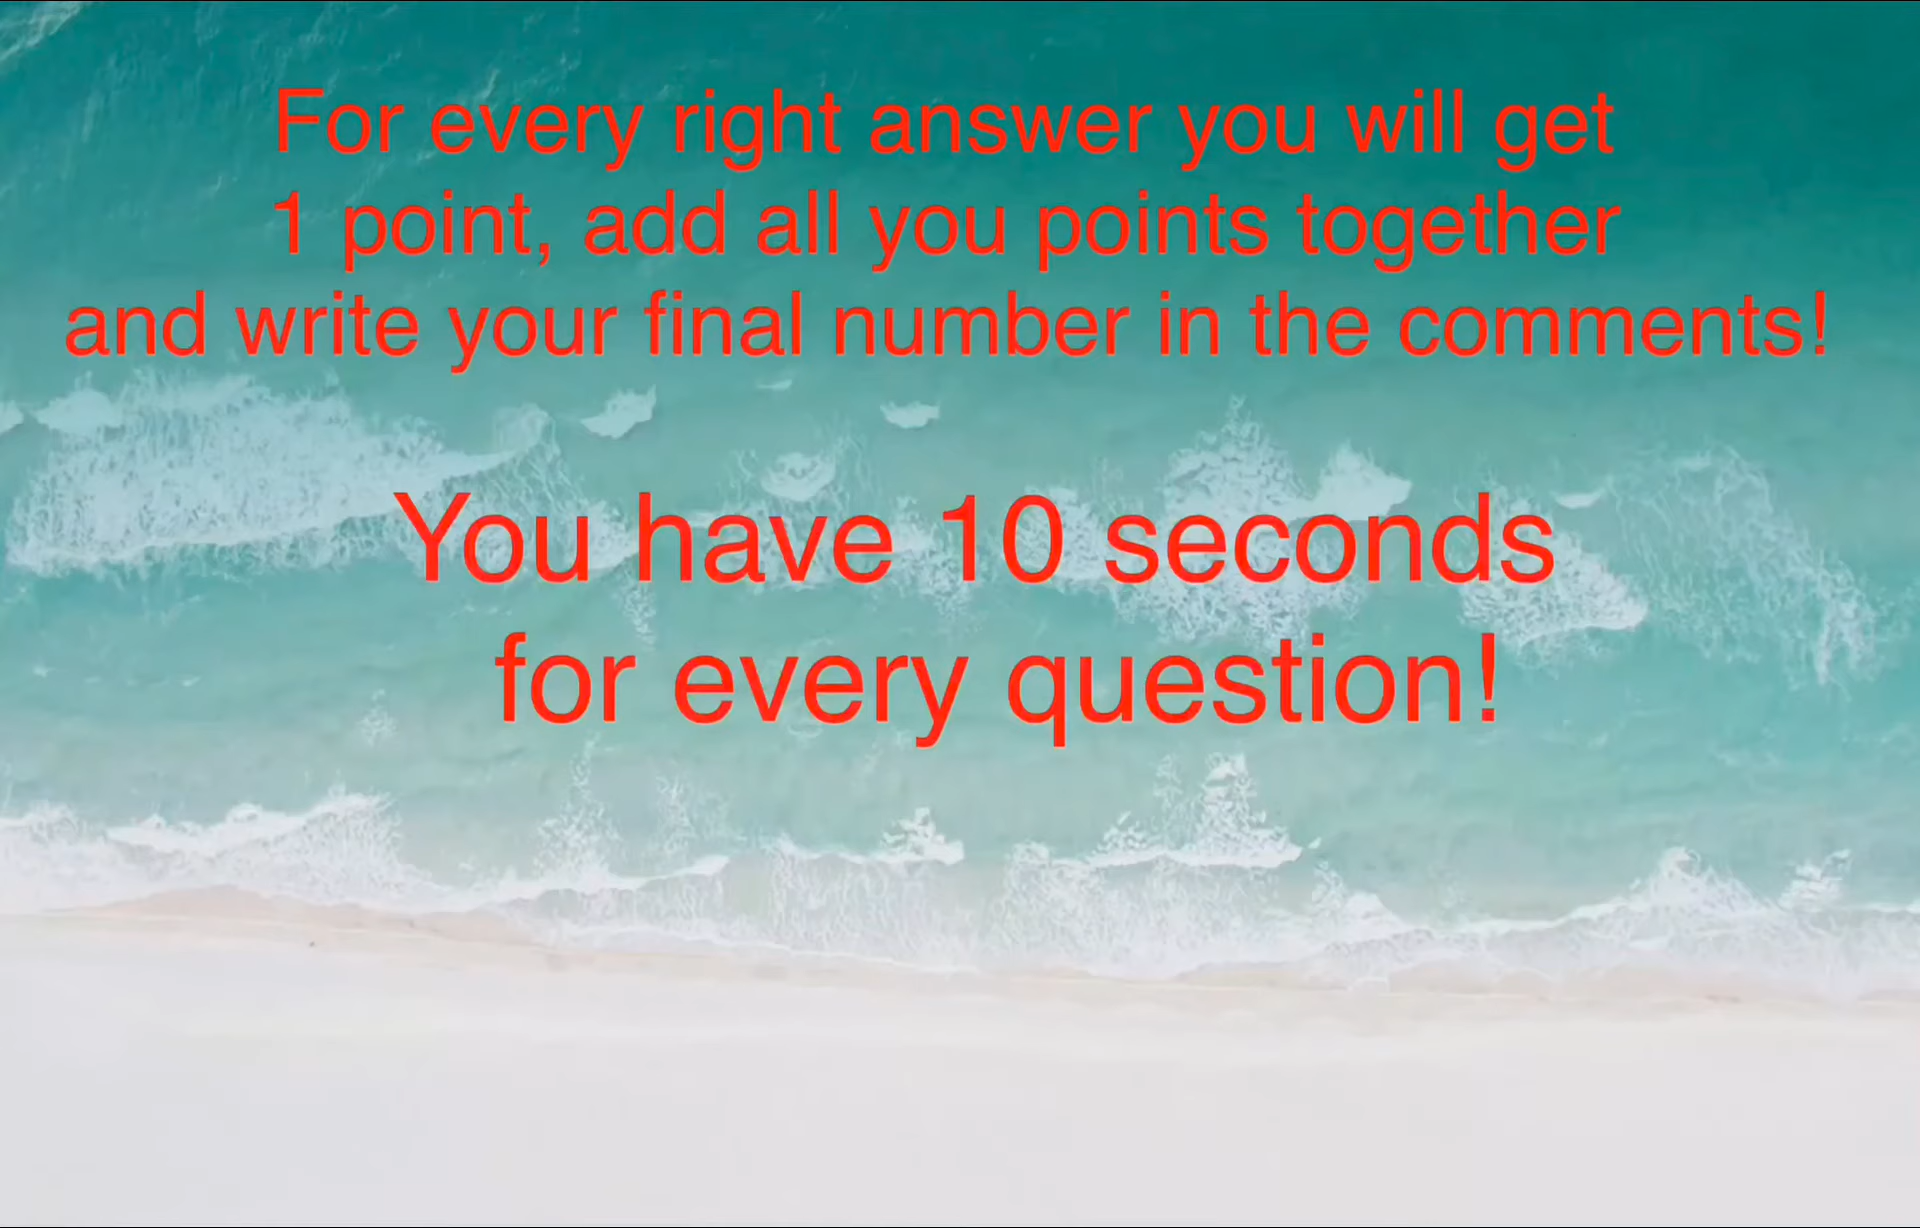 For every right answer you will get
1 point, add all you points together
and write your final number in the comments!
You have 10 seconds
for every question!